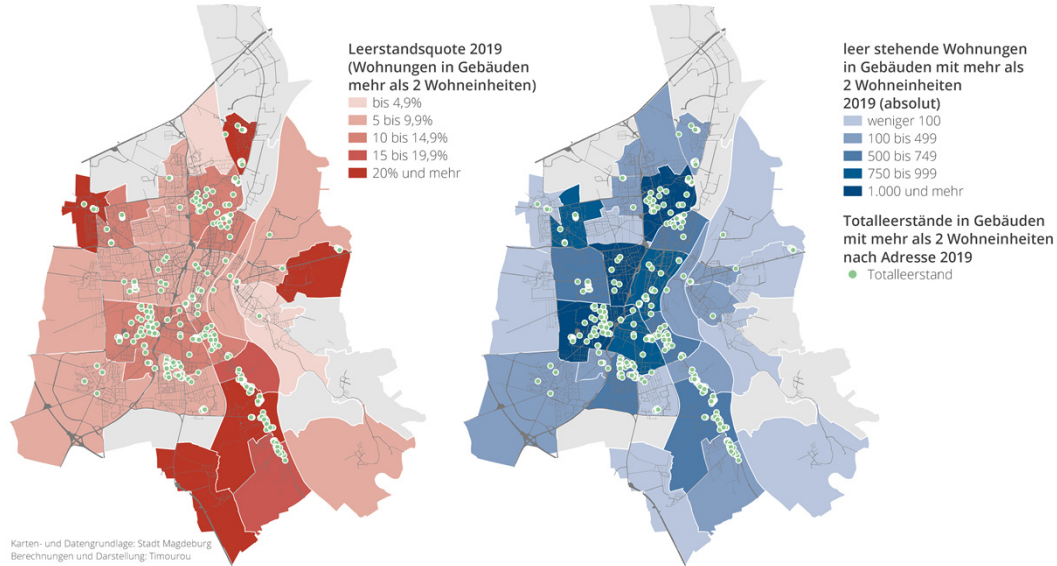 Leerstandsquote 2019
(Wohnungen in Gebäuden
mehr als 2 Wohneinheiten)
bis 4,9%
5 bis 9,9%
10 bis 14,9%
15 bis 19,9%
20% und mehr
leer stehende Wohnungen
in Gebäuden mit mehr als
2 Wohneinheiten
2019 (absolut)
weniger 100
100 bis 499
500 bis 749
750 bis 999
1.000 und mehr
Totalleerstände in Gebäuden
mit mehr als 2 Wohneinheiten
nach Adresse 2019
Totalleerstand
Karten- und Datengrundlage: Stadt Magdeburg
Berechnungen und Darstellung: Timourou